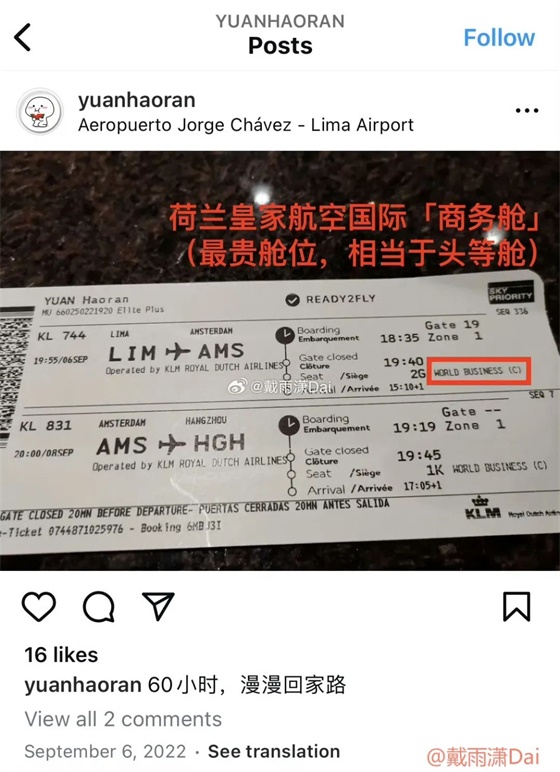 YUANHAORAN
Posts
Follow
yuanhaoran
Aeropuerto Jorge Chávez - Lima Airport
荷兰皇家航空国际「商务舱」
（最贵舱位，相当于头等舱）
YUAN Haoran
MU 660250221920 Elite Plus
READY2FLY
SKY PRIORITY
SEQ 336
KL 744
LIMA AMSTERDAM
LIM AMS
19:55/06SEP
Operated by KLM ROYAL DUTCH AIRLINES
Boarding
Embarquement 18:35
Gate 19
Zone 1
Gate closed
Clôture 19:40
Seat /Siège 2G WORLD BUSINESS (C)
/Arrivée 15:10+1
@戴雨潇Dai
SEQ 7
KL 831
AMSTERDAM HANGZHOU
AMS HGH
20:00/08SEP
Operated by KLM ROYAL DUTCH AIRLINES
Boarding
Embarquement 19:19
Gate --
Zone 1
Gate closed
Clôture 19:45
Seat /Siège 1K WORLD BUSINESS (C)
Arrival /Arrivée 17:05+1
GATE CLOSED 20MN BEFORE DEPARTURE- PUERTAS CERRADAS 20MN ANTES SALIDA
-Ticket 0744871025976 - Booking 6MBJ3I
KLM Royal Dutch
16 likes
yuanhaoran 60小时，漫漫回家路
View all 2 comments
September 6, 2022 · See translation
@戴雨潇Dai